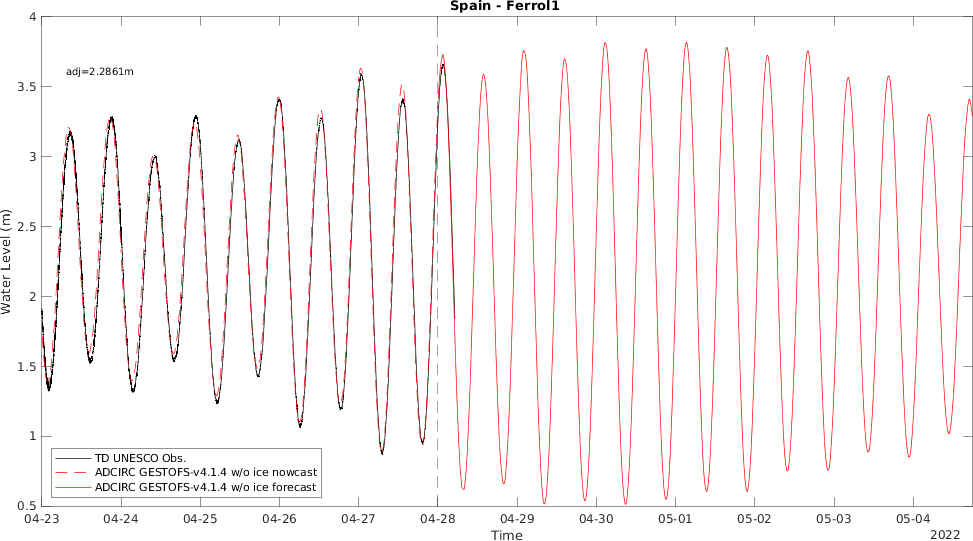 Spain - Ferrol1
adj=2.2861m
Water Level (m)
4
3.5
3
2.5
2
1.5
1
0.5
TD UNESCO Obs.
ADCIRC GESTOFS-v4.1.4 w/o ice nowcast
ADCIRC GESTOFS-v4.1.4 w/o ice forecast
04-23 04-24 04-25 04-26 04-27 04-28 04-29 04-30 05-01 05-02 05-03 05-04
Time
2022